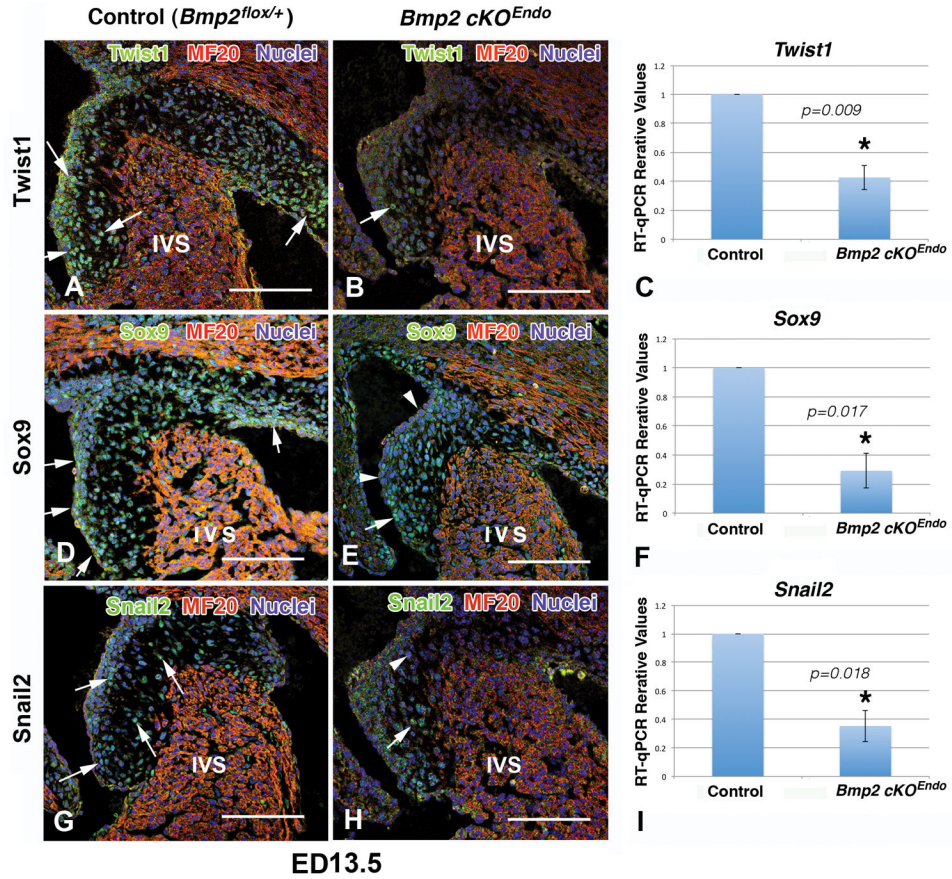 Control (Bmp2flox/+)
Bmp2 cKOEndo
Twist1
Twist1 MF20 Nuclei
IVS
A
Twist1 MF20 Nuclei
IVS
B
Twist1
RT-qPCR Rerative Values
1.2
1
0.8
0.6
0.4
0.2
0
p=0.009
*
Control
Bmp2 cKOEndo
C
Sox9
Sox9 MF20 Nuclei
IVS
D
Sox9 MF20 Nuclei
IVS
E
Sox9
RT-qPCR Rerative Values
1.2
1
0.8
0.6
0.4
0.2
0
p=0.017
*
Control
Bmp2 cKOEndo
F
Snail2
Snail2 MF20 Nuclei
IVS
G
Snail2 MF20 Nuclei
IVS
H
Snail2
RT-qPCR Rerative Values
1.2
1
0.8
0.6
0.4
0.2
0
p=0.018
*
Control
Bmp2 cKOEndo
I
ED13.5